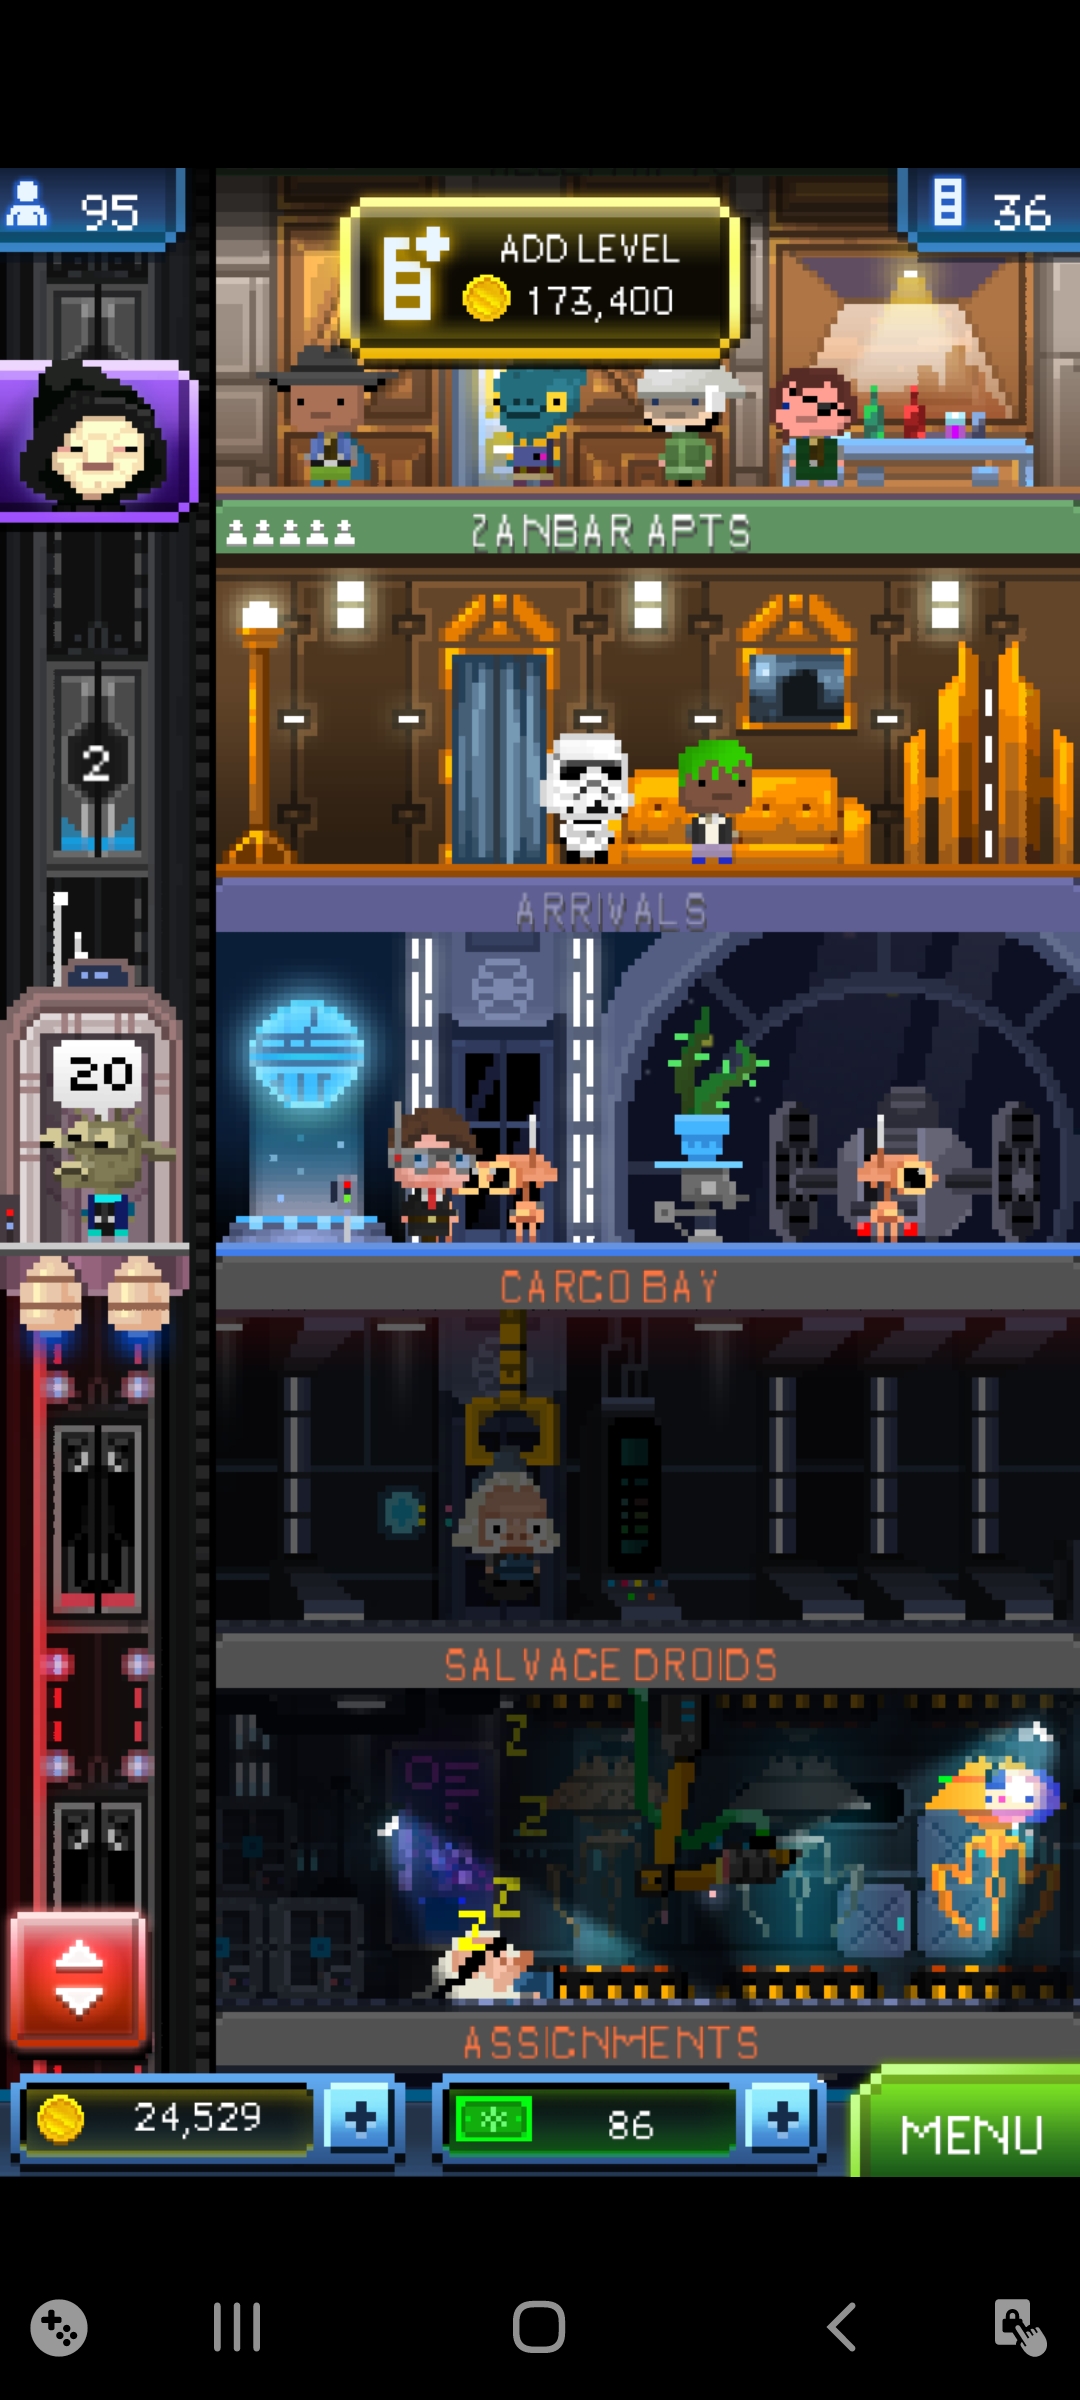 95
ADD LEVEL
173,400
36
ZANBAR APTS
2
ARRIVALS
20
CARGO BAY
SALVAGE DROIDS
Z
Z
Z
Z
ASSIGNMENTS
24,529
86
MENU